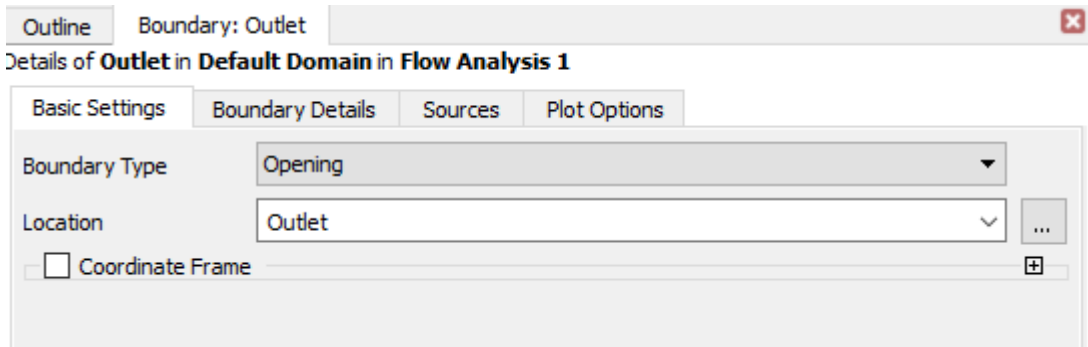 Outline Boundary: Outlet
Details of Outlet in Default Domain in Flow Analysis 1
Basic Settings Boundary Details Sources Plot Options
Boundary Type Opening
Location Outlet ...
Coordinate Frame